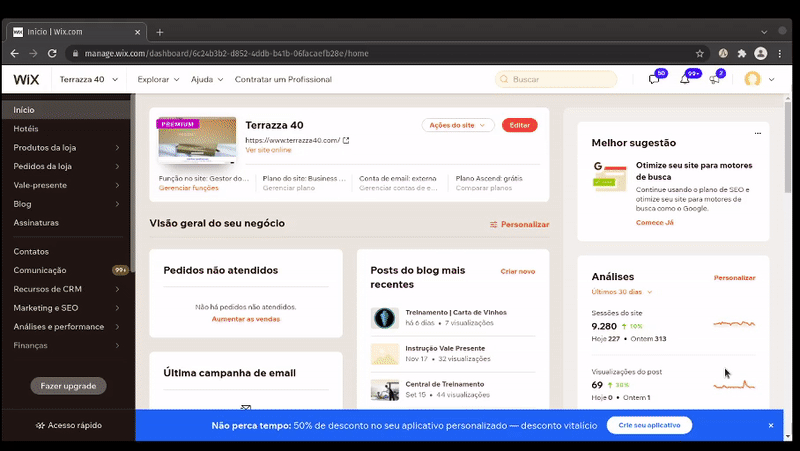 Início | Wix.com
manage.wix.com/dashboard/6c24b3b2-d852-4ddb-b41b-06facaefb28e/home
WiX
Terrazza 40
Explorar
Ajuda
Contratar um Profissional
Buscar
50
99+
2
Início
Hotéis
Produtos da loja
Pedidos da loja
Vale-presente
Blog
Assinaturas
Contatos
Comunicação
99+
Recursos de CRM
Marketing e SEO
Análises e performance
Finanças
Fazer upgrade
Acesso rápido
PREMIUM
Terrazza 40
https://www.terrazza40.com/
Ver site online
Ações do site
Editar
Função no site: Gestor do...
Gerenciar funções
Plano do site: Business ...
Gerenciar plano
Conta de email: externa
Gerenciar contas de e...
Plano Ascend: grátis
Comparar planos
Visão geral do seu negócio
Personalizar
Pedidos não atendidos
Não há pedidos não atendidos.
Aumentar as vendas
Última campanha de email
Posts do blog mais
recentes
Criar novo
Treinamento | Carta de Vinhos
há 6 dias • 7 visualizações
Instrução Vale Presente
Nov 17 • 32 visualizações
Central de Treinamento
Set 15 • 44 visualizações
Melhor sugestão
Otimize seu site para motores
de busca
Continue usando o plano de SEO e
otimize seu site para motores de
busca como o Google.
Comece Já
Análises
Personalizar
Últimos 30 dias
Sessões do site
9.280 10%
Hoje 227 • Ontem 313
Visualizações do post
69 38%
Hoje 0 • Ontem 1
Não perca tempo: 50% de desconto no seu aplicativo personalizado — desconto vitalício
Crie seu aplicativo